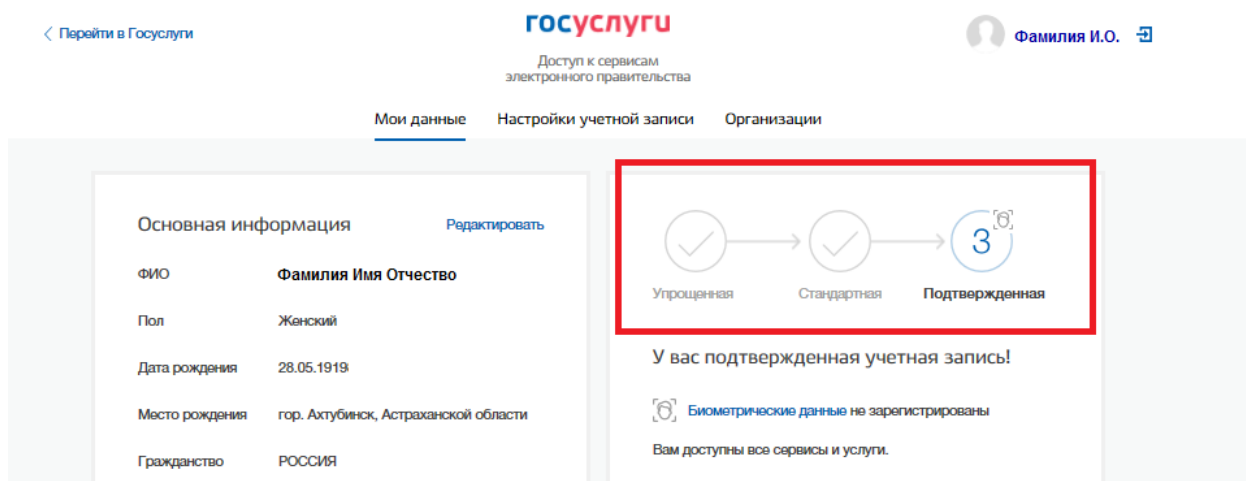 Перейти в Госуслуги
госуслуги
Фамилия И.О.
Доступ к сервисам
электронного правительства
Мои данные Настройки учетной записи Организации
Основная информация Редактировать
ФИО Фамилия Имя Отчество
Пол Женский
Дата рождения 28.05.1919
Место рождения гор. Ахтубинск, Астраханской области
Гражданство РОССИЯ
3
Упрощенная Стандартная Подтвержденная
У вас подтвержденная учетная запись!
Биометрические данные не зарегистрированы
Вам доступны все сервисы и услуги.